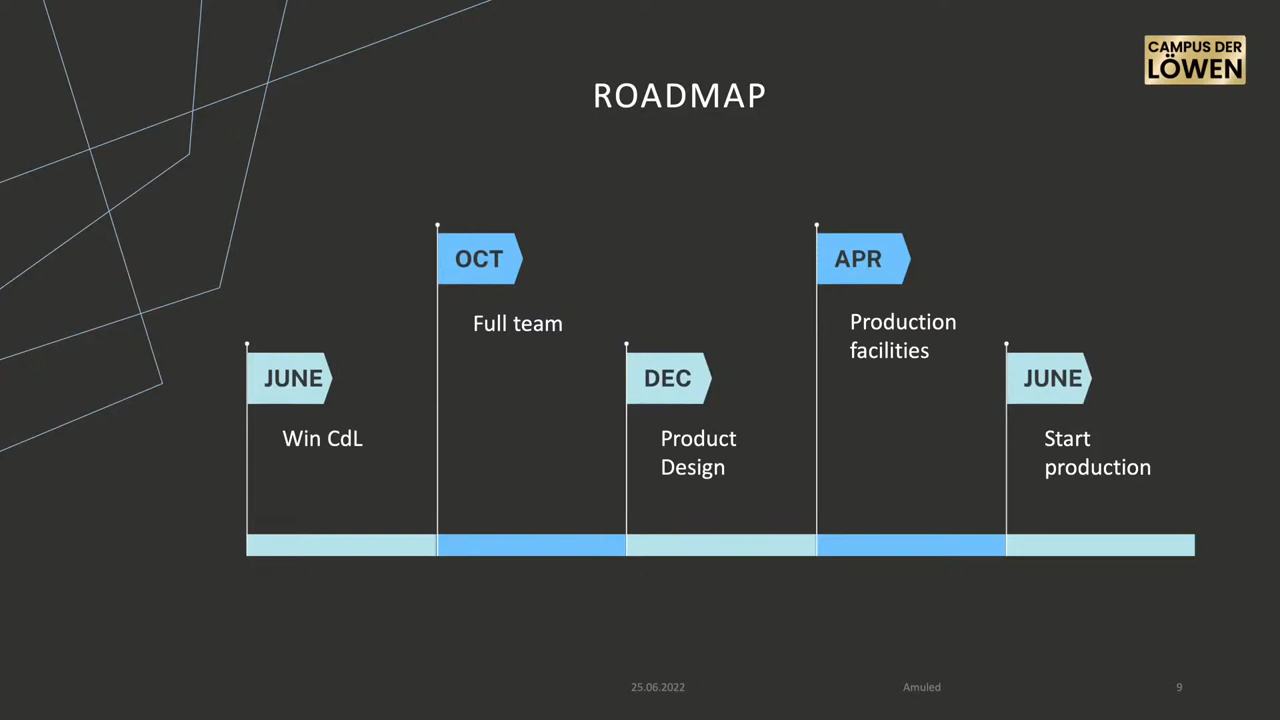 CAMPUS DER
LÖWEN
ROADMAP
JUNE
Win CdL
OCT
Full team
DEC
Product
Design
APR
Production
facilities
JUNE
Start
production
25.06.2022
Amuled
9